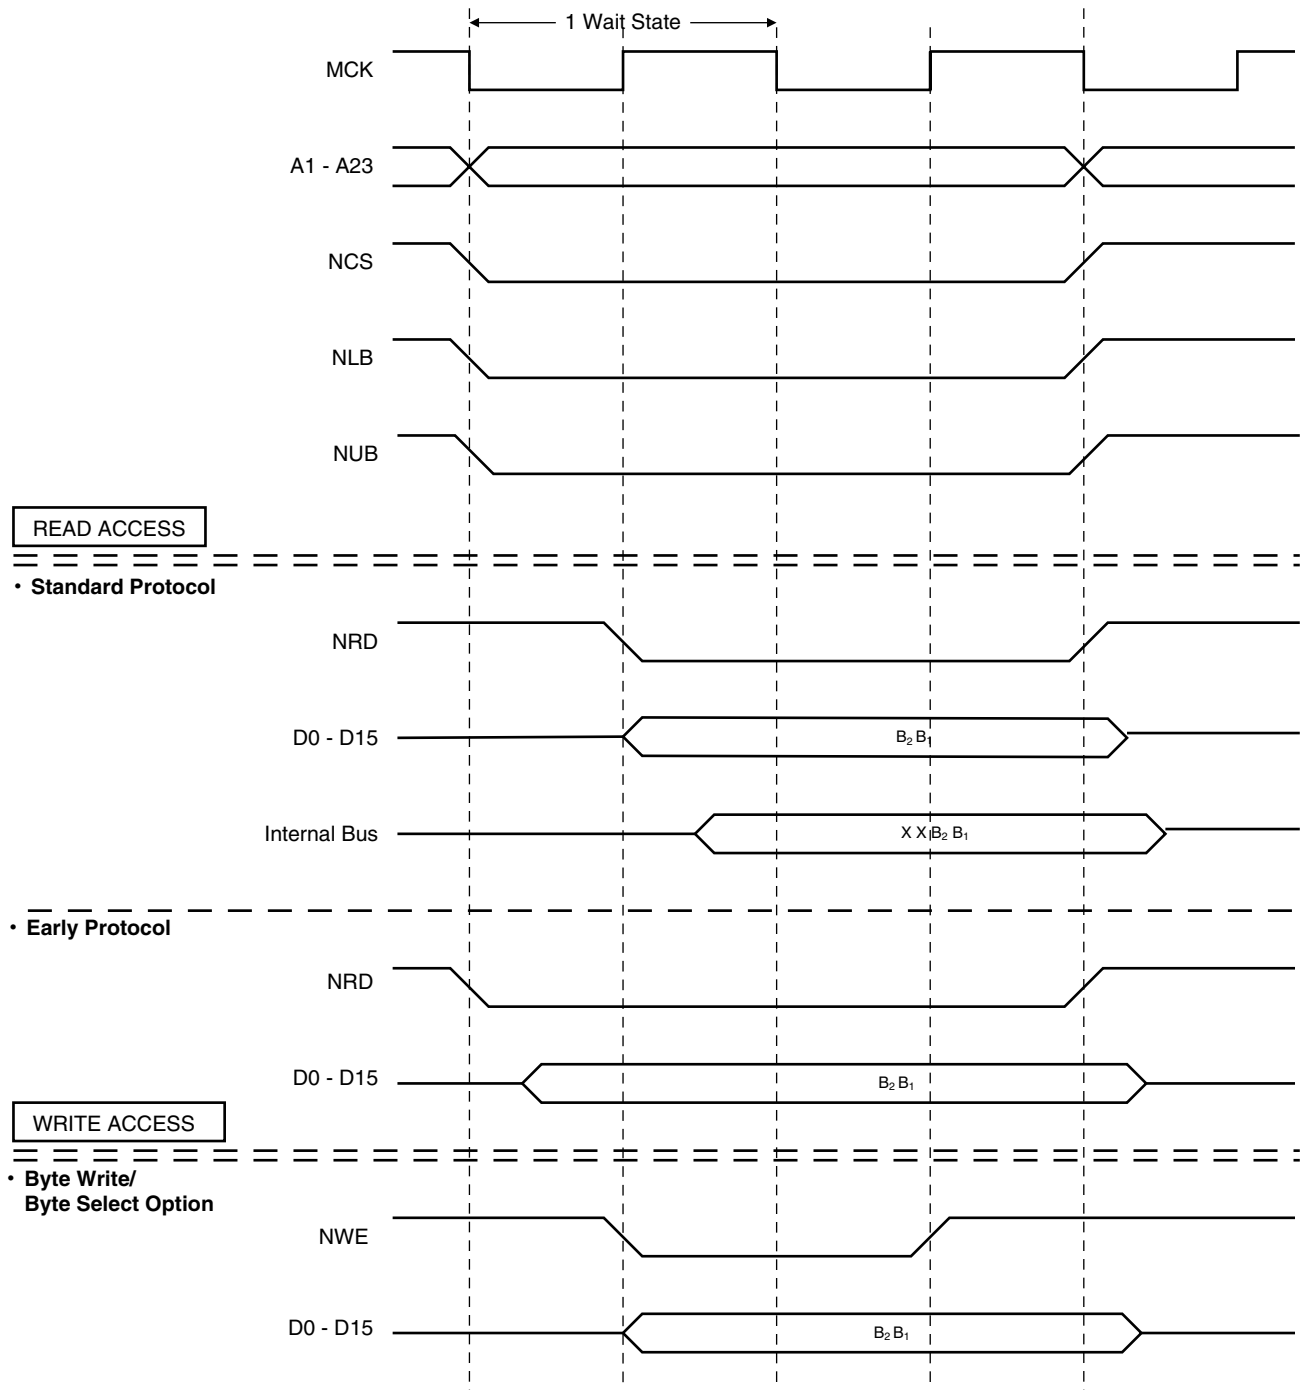 1 Wait State
MCK
A1 - A23
NCS
NLB
NUB
READ ACCESS
• Standard Protocol
NRD
D0 - D15
B₂ B₁
Internal Bus
X X B₂ B₁
• Early Protocol
NRD
D0 - D15
B₂ B₁
WRITE ACCESS
• Byte Write/
Byte Select Option
NWE
D0 - D15
B₂ B₁